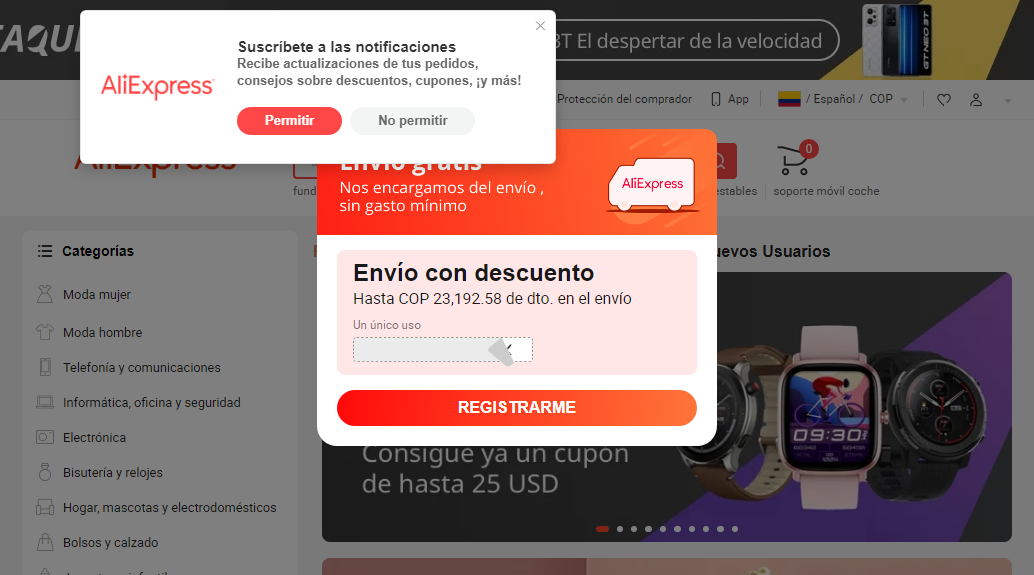 BT El despertar de la velocidad
GT NEO 3T
Suscríbete a las notificaciones
Recibe actualizaciones de tus pedidos,
consejos sobre descuentos, cupones, ¡y más!
AliExpress
Permitir
No permitir
Protección del comprador
App
/ Español /
COP
AliExpress
0
fund
estables
soporte móvil coche
Envío gratis
Nos encargamos del envío ,
sin gasto mínimo
AliExpress
Categorías
Moda mujer
Moda hombre
Telefonía y comunicaciones
Informática, oficina y seguridad
Electrónica
Bisutería y relojes
Hogar, mascotas y electrodomésticos
Bolsos y calzado
uevos Usuarios
Envío con descuento
Hasta COP 23,192.58 de dto. en el envío
Un único uso
REGISTRARME
Consigue ya un cupón
de hasta 25 USD
09:30